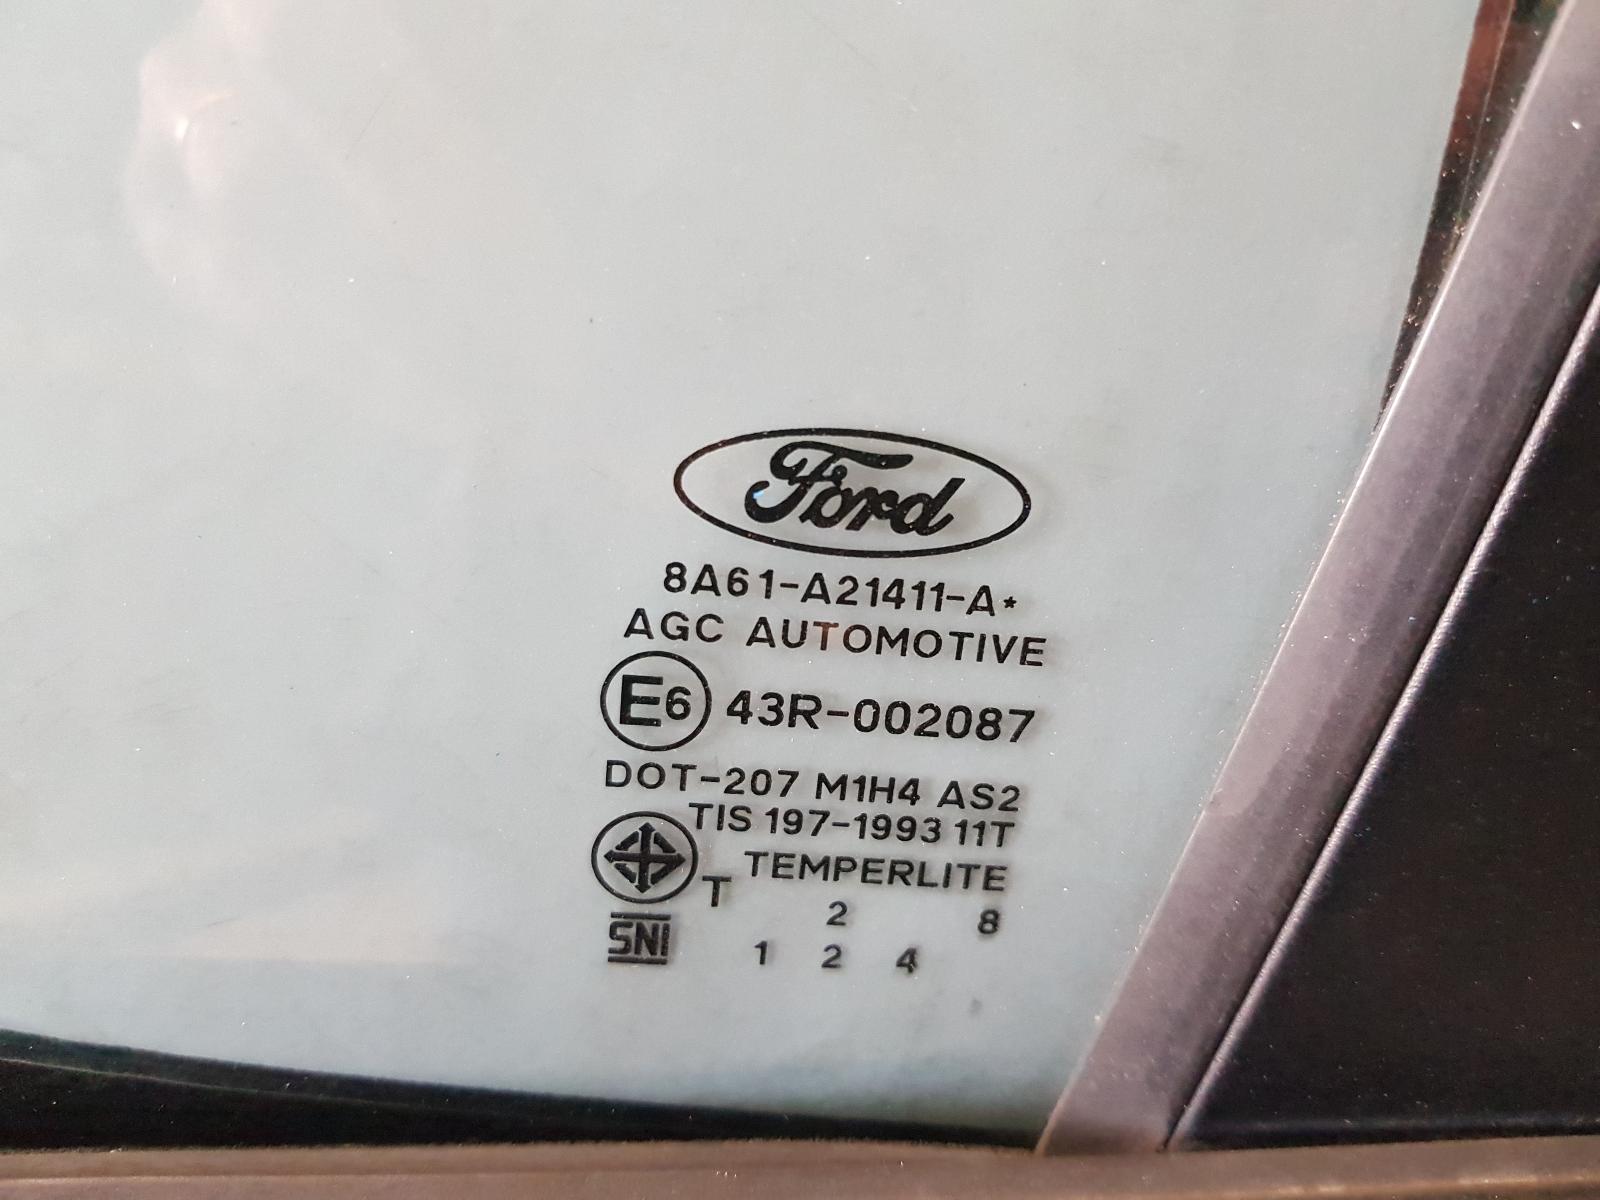 Ford
8A61-A21411-A*
AGC AUTOMOTIVE
E6 43R-002087
DOT-207 M1H4 AS2
TIS 197-1993 11T
T TEMPERLITE
2 8
SNI 1 2 4